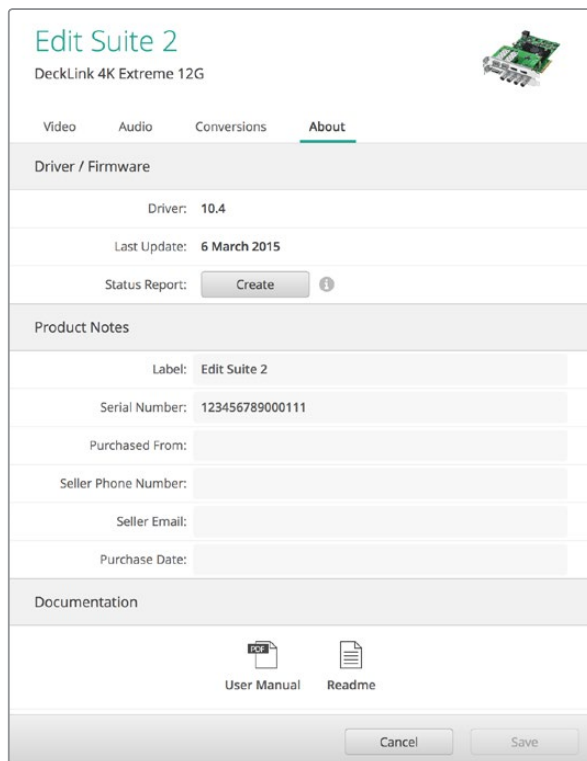 Edit Suite 2
DeckLink 4K Extreme 12G
Video Audio Conversions About
Driver / Firmware
Driver: 10.4
Last Update: 6 March 2015
Status Report: Create
Product Notes
Label: Edit Suite 2
Serial Number: 123456789000111
Purchased From:
Seller Phone Number:
Seller Email:
Purchase Date:
Documentation
PDF
User Manual Readme
Cancel Save